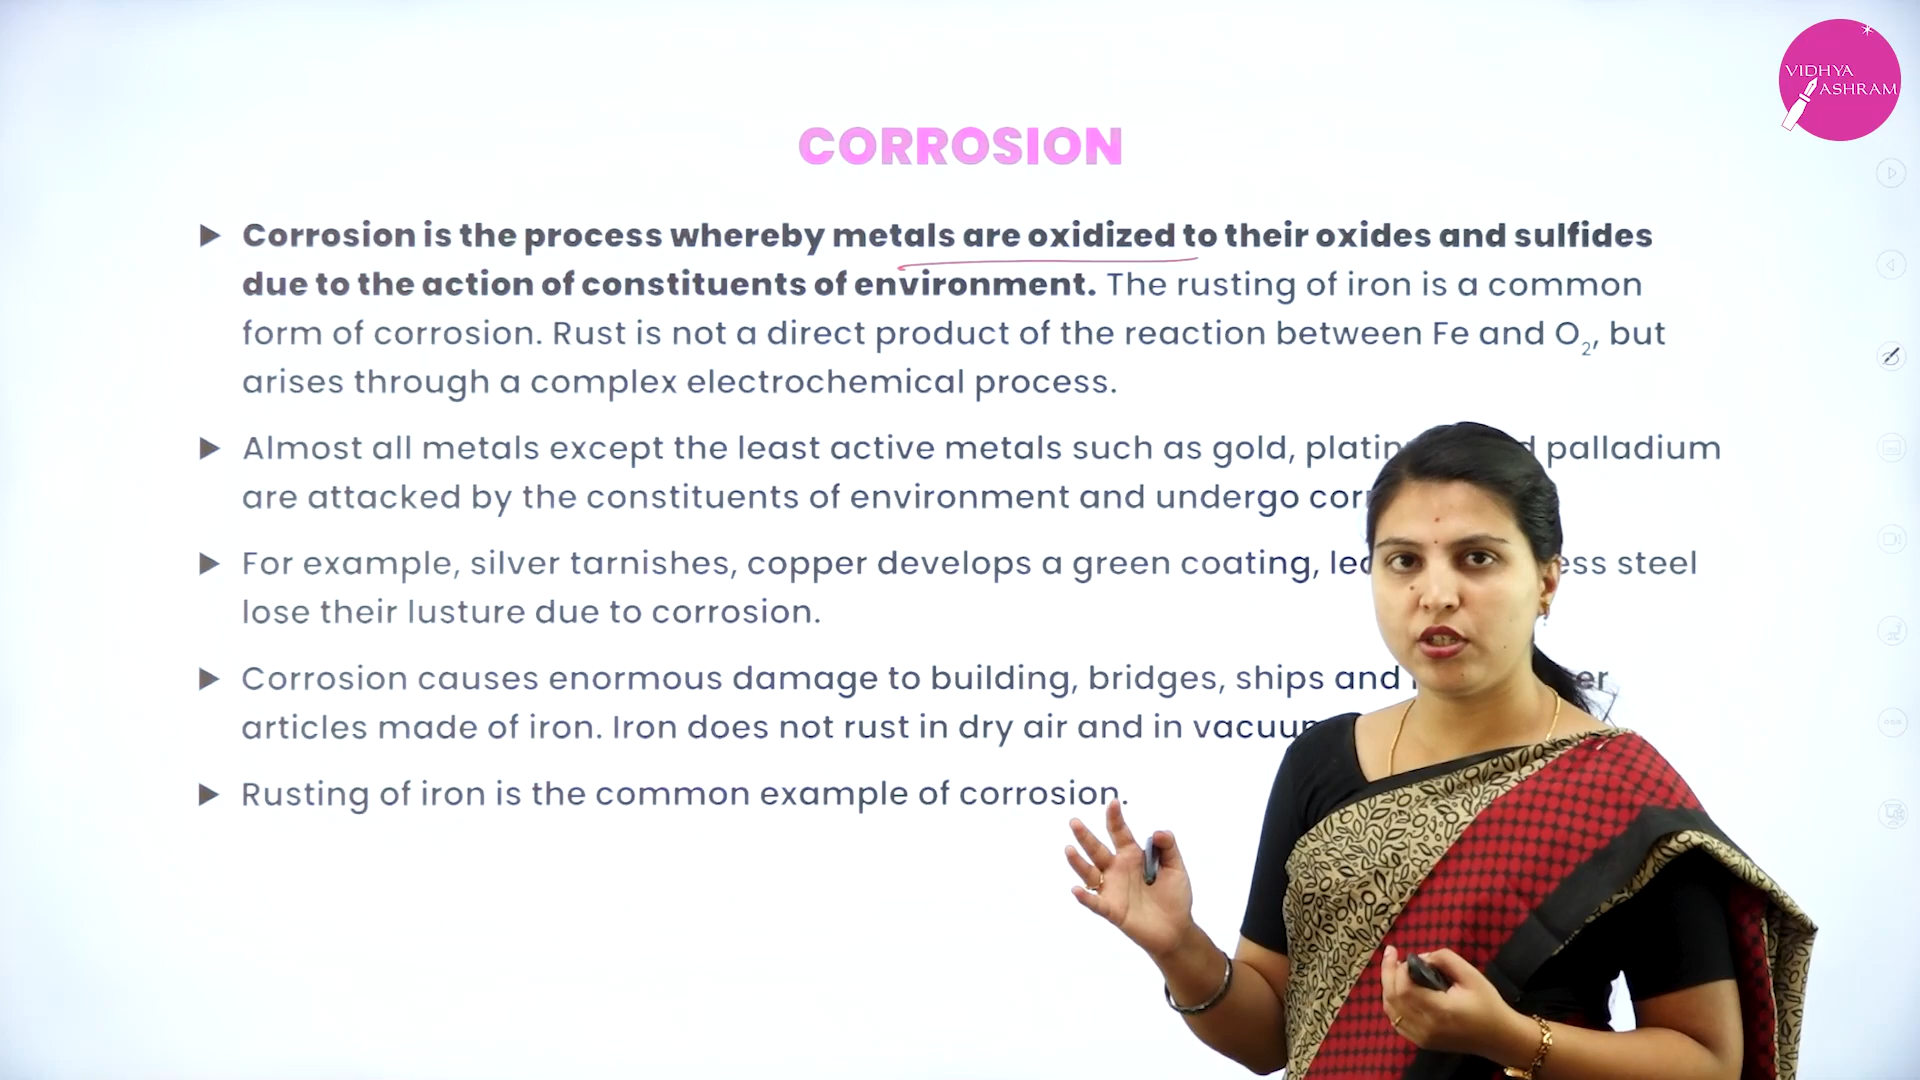 VIDHYA
ASHRAM
CORROSION
▶ Corrosion is the process whereby metals are oxidized to their oxides and sulfides
due to the action of constituents of environment. The rusting of iron is a common
form of corrosion. Rust is not a direct product of the reaction between Fe and O₂, but
arises through a complex electrochemical process.
▶ Almost all metals except the least active metals such as gold, palladium
are attacked by the constituents of environment and undergo
▶ For example, silver tarnishes, copper develops a green coating, steel
lose their lusture due to corrosion.
▶ Corrosion causes enormous damage to building, bridges, ships and
articles made of iron. Iron does not rust in dry air and in
▶ Rusting of iron is the common example of corrosion.